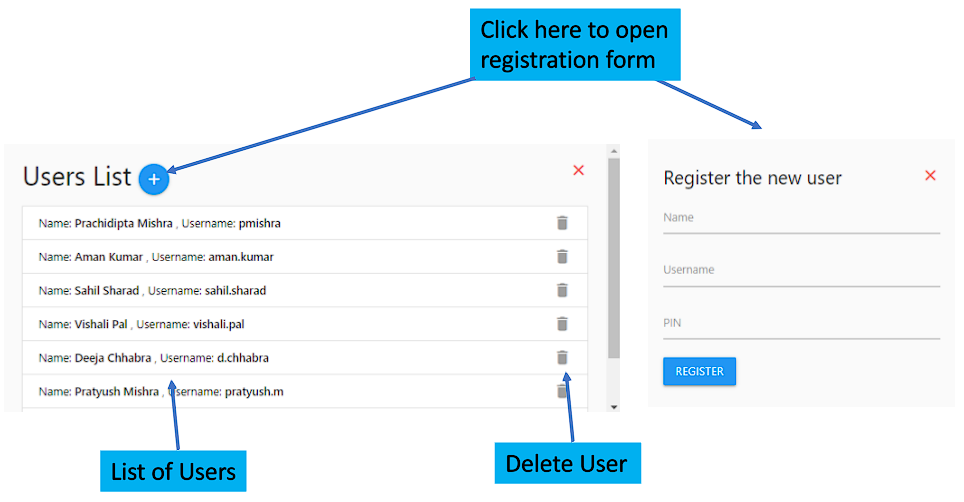 Click here to open
registration form
Users List +
Name: Prachidipta Mishra , Username: pmishra
Name: Aman Kumar , Username: aman.kumar
Name: Sahil Sharad , Username: sahil.sharad
Name: Vishali Pal , Username: vishali.pal
Name: Deeja Chhabra , Username: d.chhabra
Name: Pratyush Mishra , Username: pratyush.m
Register the new user
Name
Username
PIN
REGISTER
List of Users
Delete User